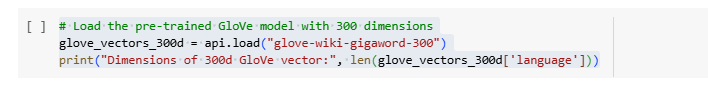 [ ] # Load the pre-trained GloVe model with 300 dimensions
glove_vectors_300d = api.load("glove-wiki-gigaword-300")
print("Dimensions of 300d GloVe vector:", len(glove_vectors_300d['language']))